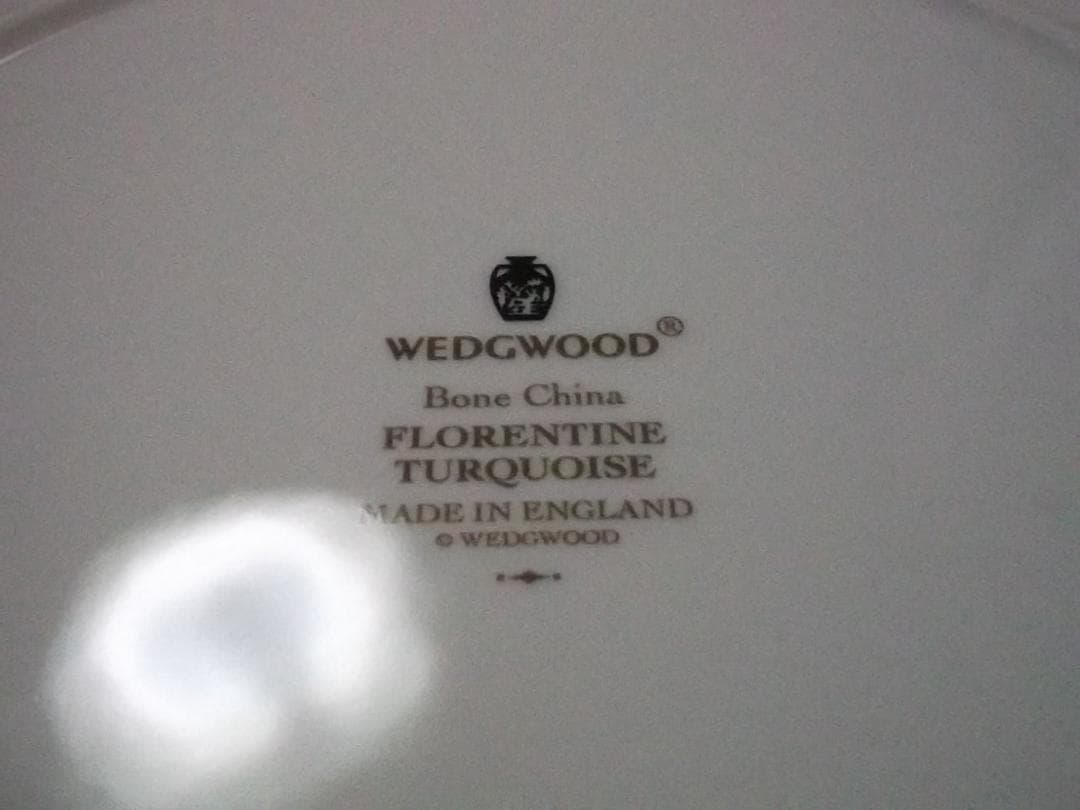 WEDGWOOD®
Bone China
FLORENTINE
TURQUOISE
MADE IN ENGLAND
© WEDGWOOD